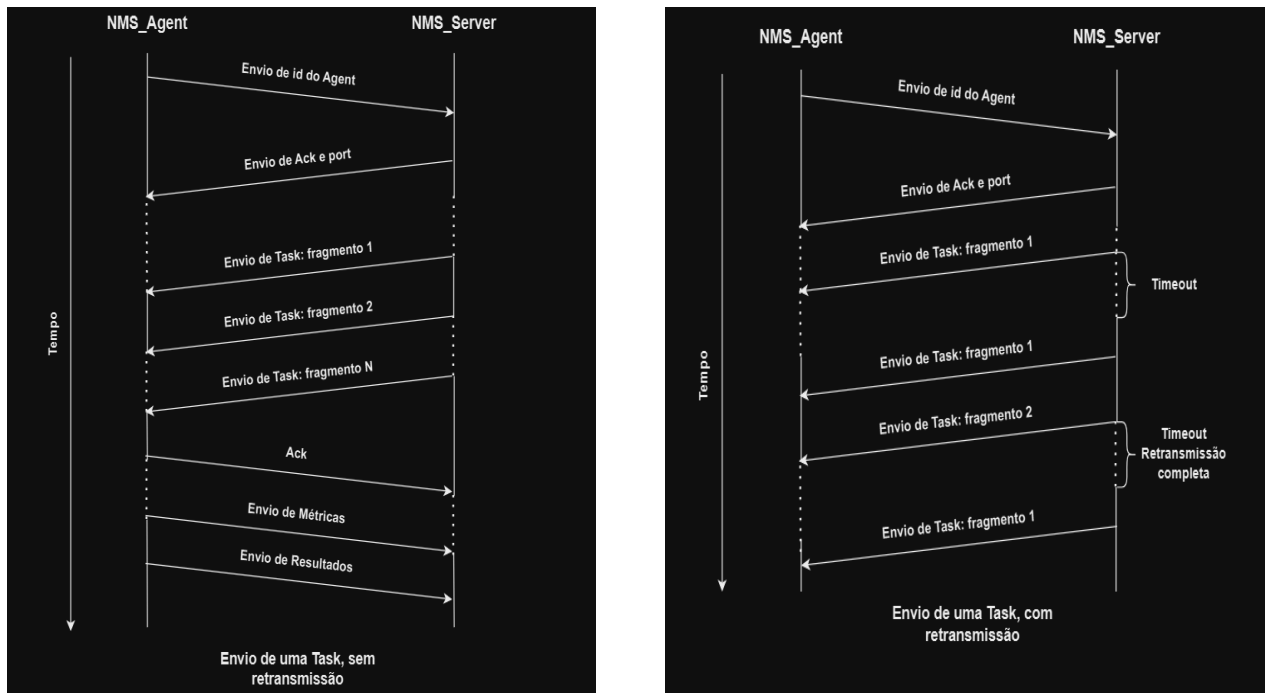 NMS_Agent
NMS_Server
Envio de id do Agent
Envio de Ack e port
Envio de Task: fragmento 1
Envio de Task: fragmento 2
Envio de Task: fragmento N
Ack
Envio de Métricas
Envio de Resultados
Tempo
Envio de uma Task, sem
retransmissão
NMS_Agent
NMS_Server
Envio de id do Agent
Envio de Ack e port
Envio de Task: fragmento 1
Timeout
Envio de Task: fragmento 1
Envio de Task: fragmento 2
Timeout
Retransmissão
completa
Envio de Task: fragmento 1
Tempo
Envio de uma Task, com
retransmissão